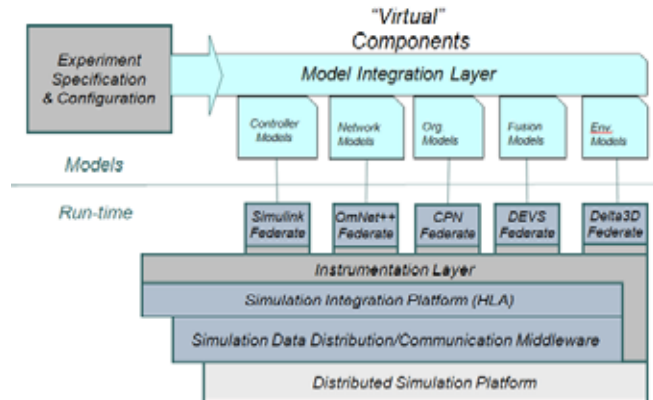 “Virtual”
Components
Experiment
Specification
& Configuration
Model Integration Layer
Controller
Models
Network
Models
Org.
Models
Fusion
Models
Env.
Models
Models
Run-time
Simulink
Federate
OmNet++
Federate
CPN
Federate
DEVS
Federate
Delta3D
Federate
Instrumentation Layer
Simulation Integration Platform (HLA)
Simulation Data Distribution/Communication Middleware
Distributed Simulation Platform